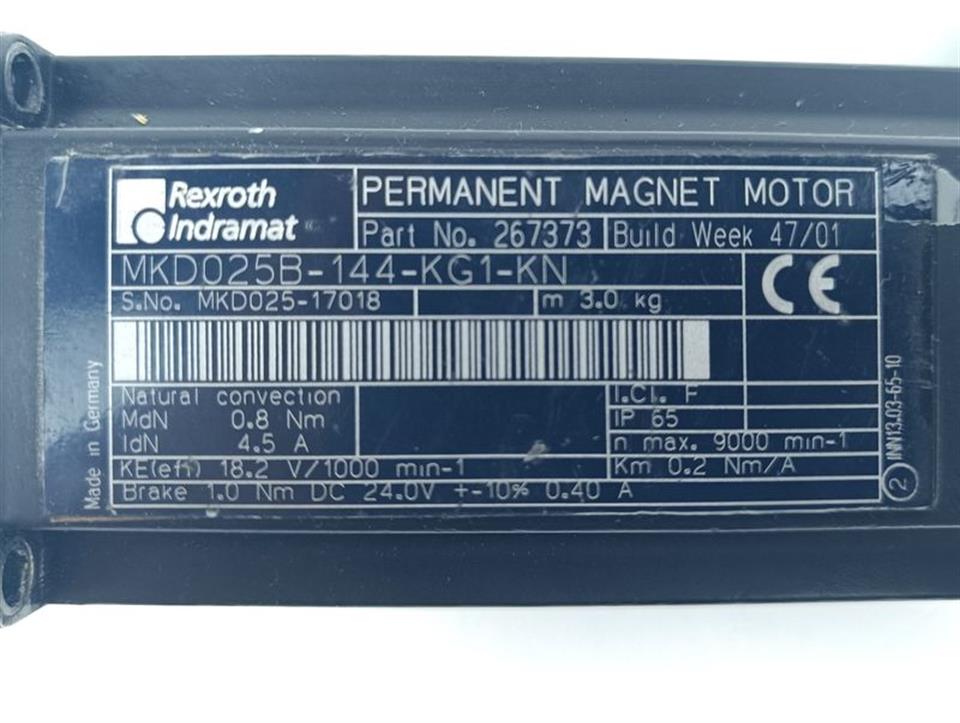 Rexroth
Indramat
PERMANENT MAGNET MOTOR
Part No. 267373
Build Week 47/01
MKD025B-144-KG1-KN
CE
S.No. MKD025-17018
m 3.0 kg
Natural convection
MdN 0.8 Nm
IdN 4.5 A
I.Cl. F
IP 65
n max. 9000 min-1
KE(eff) 18.2 V/1000 min-1
Km 0.2 Nm/A
Brake 1.0 Nm DC 24.0V +-10% 0.40 A
Made in Germany
2 INN13.03-65-10